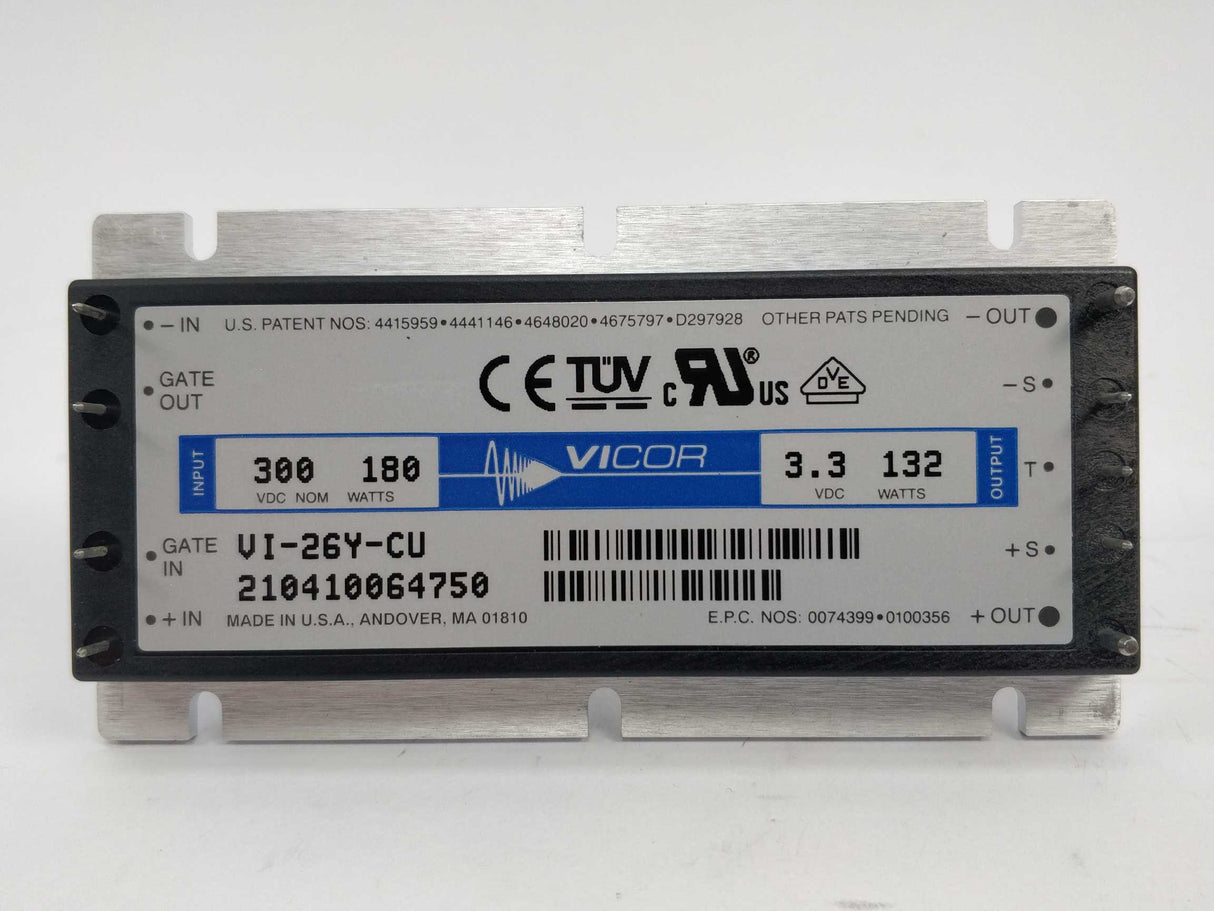 − IN U.S. PATENT NOS: 4415959•4441146•4648020•4675797•D297928 OTHER PATS PENDING − OUT
CE TÜV C RU® US DVE
GATE OUT − S
INPUT 300 180 VICOR 3.3 132 OUTPUT T
VDC NOM WATTS VDC WATTS
GATE IN VI-26Y-CU + S
210410064750
+ IN MADE IN U.S.A., ANDOVER, MA 01810 E.P.C. NOS: 0074399•0100356 + OUT